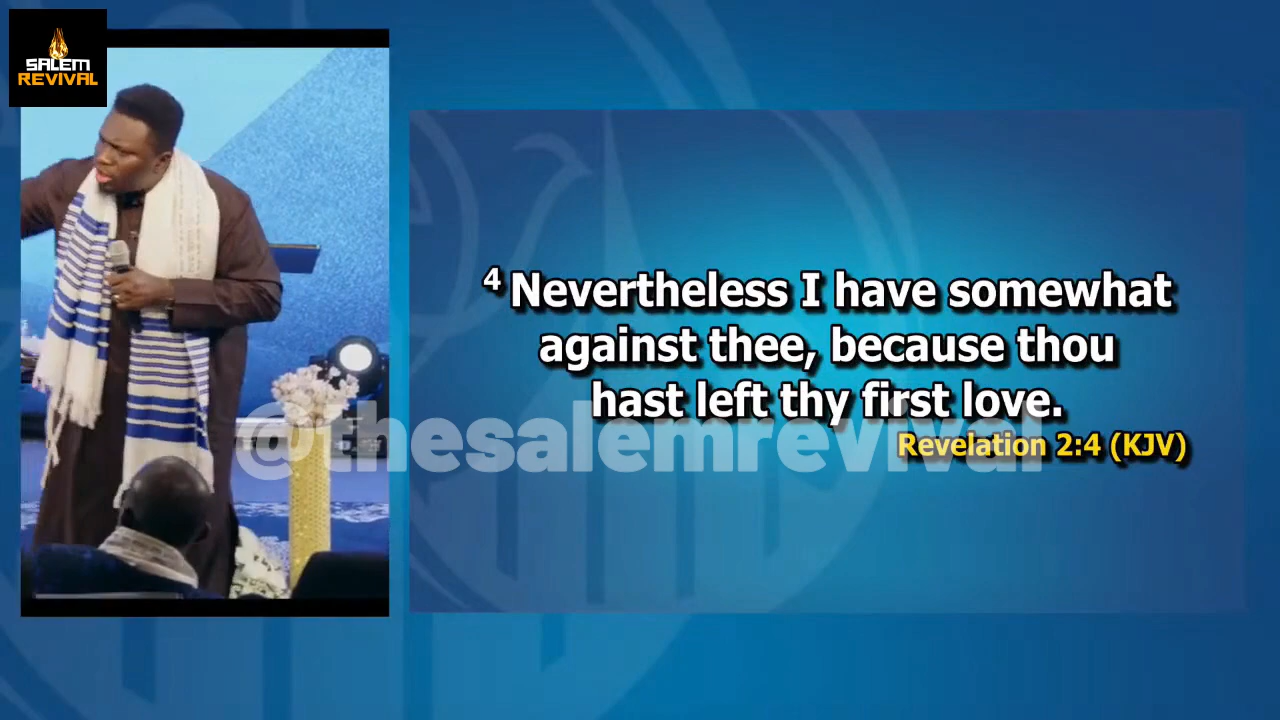 SALEM
REVIVAL
4 Nevertheless I have somewhat
against thee, because thou
hast left thy first love.
@thesalemrevival
Revelation 2:4 (KJV)